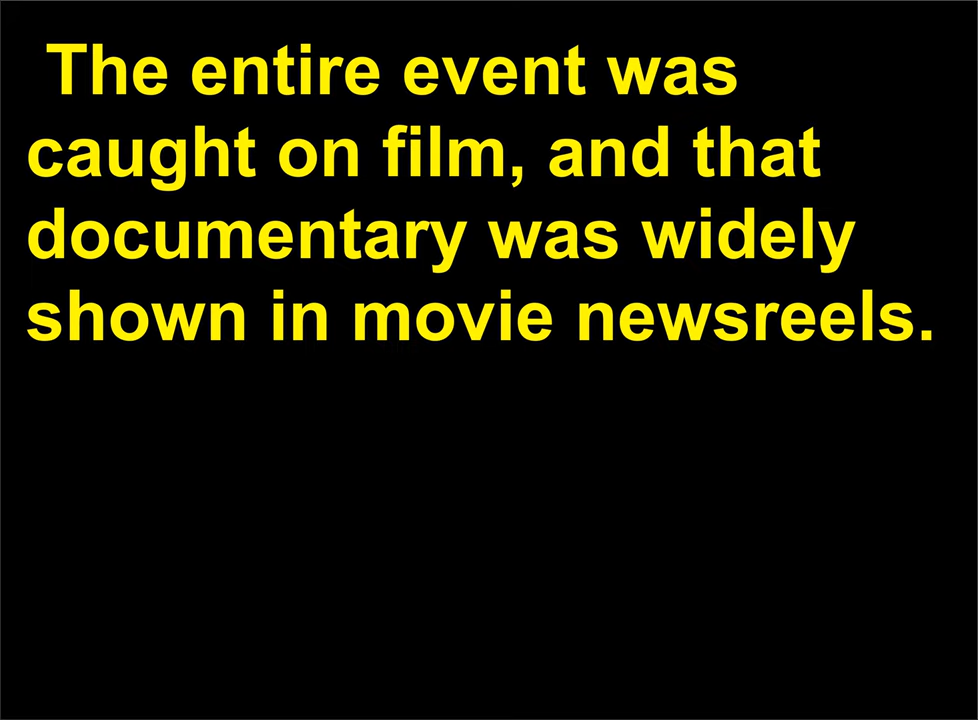 The entire event was
caught on film, and that
documentary was widely
shown in movie newsreels.